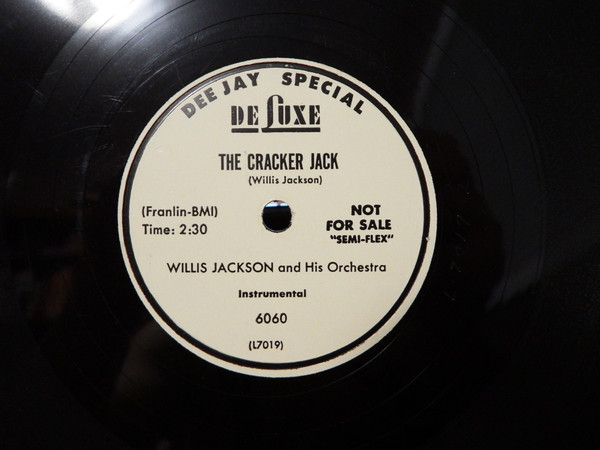 DEE JAY SPECIAL
DE LUXE
THE CRACKER JACK
(Willis Jackson)
(Franlin-BMI)
Time: 2:30
NOT
FOR SALE
"SEMI-FLEX"
WILLIS JACKSON and His Orchestra
Instrumental
6060
(L7019)